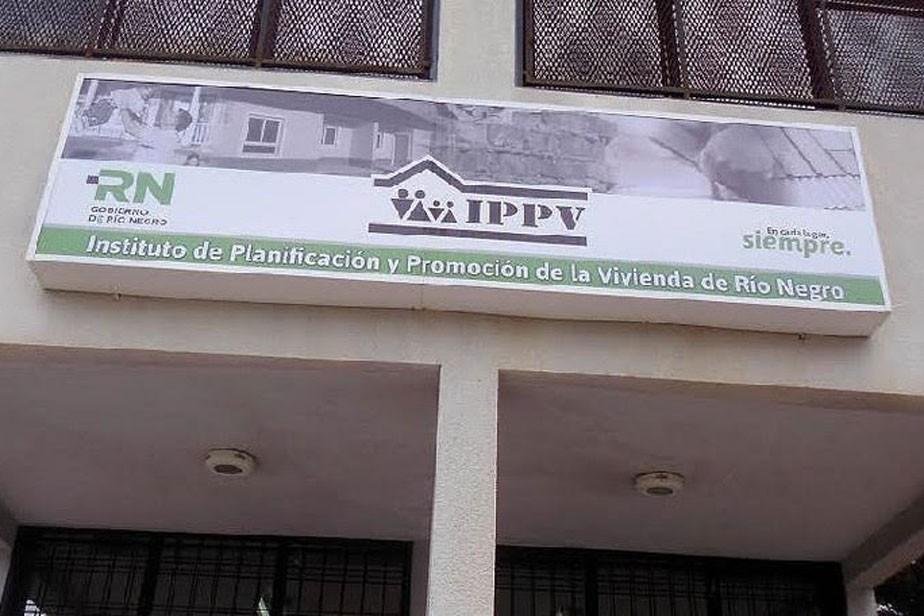 RN
GOBIERNO
DE RÍO NEGRO
IPPV
En cada lugar,
siempre.
Instituto de Planificación y Promoción de la Vivienda de Río Negro